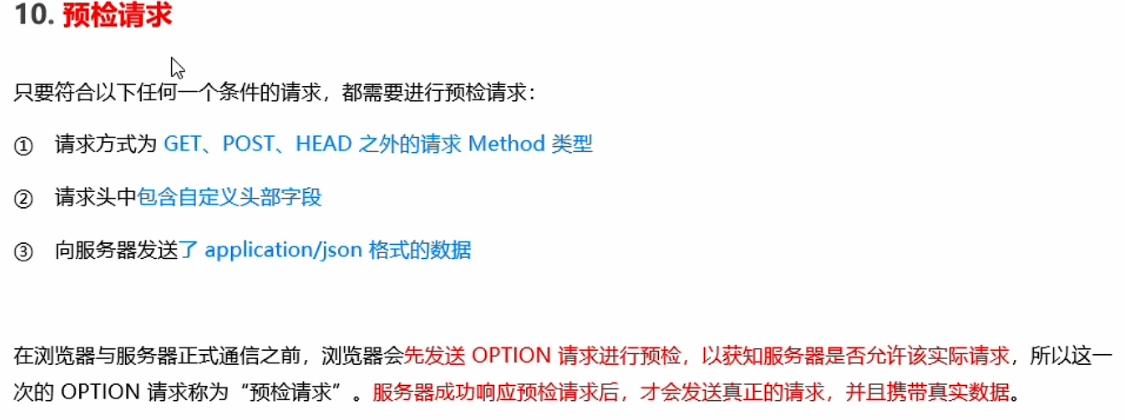 10. 预检请求
只要符合以下任何一个条件的请求，都需要进行预检请求：
① 请求方式为 GET、POST、HEAD 之外的请求 Method 类型
② 请求头中包含自定义头部字段
③ 向服务器发送了 application/json 格式的数据
在浏览器与服务器正式通信之前，浏览器会先发送 OPTION 请求进行预检，以获知服务器是否允许该实际请求，所以这一
次的 OPTION 请求称为“预检请求”。服务器成功响应预检请求后，才会发送真正的请求，并且携带真实数据。